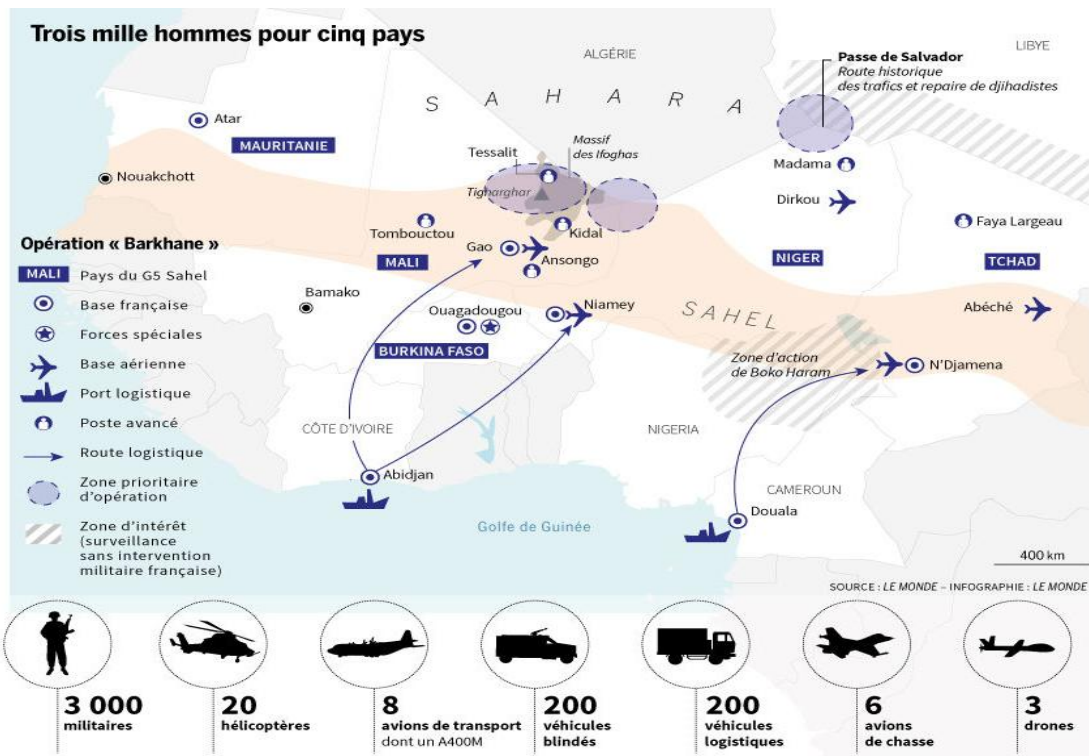 Trois mille hommes pour cinq pays
ALGÉRIE
LIBYE
Passe de Salvador
Route historique
des trafics et repaire de djihadistes
SAHARA
Atar
MAURITANIE
Nouakchott
Tessalit
Massif
des Ifoghas
Tigharghar
Madama
Dirkou
Tombouctou
Kidal
Faya Largeau
Gao
MALI
Ansongo
NIGER
TCHAD
Opération « Barkhane »
MALI Pays du G5 Sahel
Base française
Forces spéciales
Base aérienne
Port logistique
Poste avancé
Route logistique
Zone prioritaire
d'opération
Zone d'intérêt
(surveillance
sans intervention
militaire française)
Bamako
Ouagadougou
Niamey
BURKINA FASO
SAHEL
Abéché
Zone d'action
de Boko Haram
N'Djamena
CÔTE D'IVOIRE
NIGERIA
Abidjan
CAMEROUN
Douala
Golfe de Guinée
400 km
SOURCE : LE MONDE – INFOGRAPHIE : LE MONDE
3 000
militaires
20
hélicoptères
8
avions de transport
dont un A400M
200
véhicules
blindés
200
véhicules
logistiques
6
avions
de chasse
3
drones